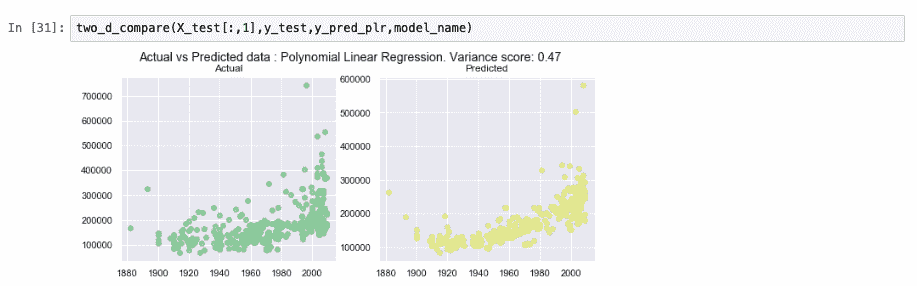 In [31]: two_d_compare(X_test[:,1],y_test,y_pred_plr,model_name)
Actual vs Predicted data : Polynomial Linear Regression. Variance score: 0.47
Actual
700000
600000
500000
400000
300000
200000
100000
1880 1900 1920 1940 1960 1980 2000
Predicted
600000
500000
400000
300000
200000
100000
1880 1900 1920 1940 1960 1980 2000